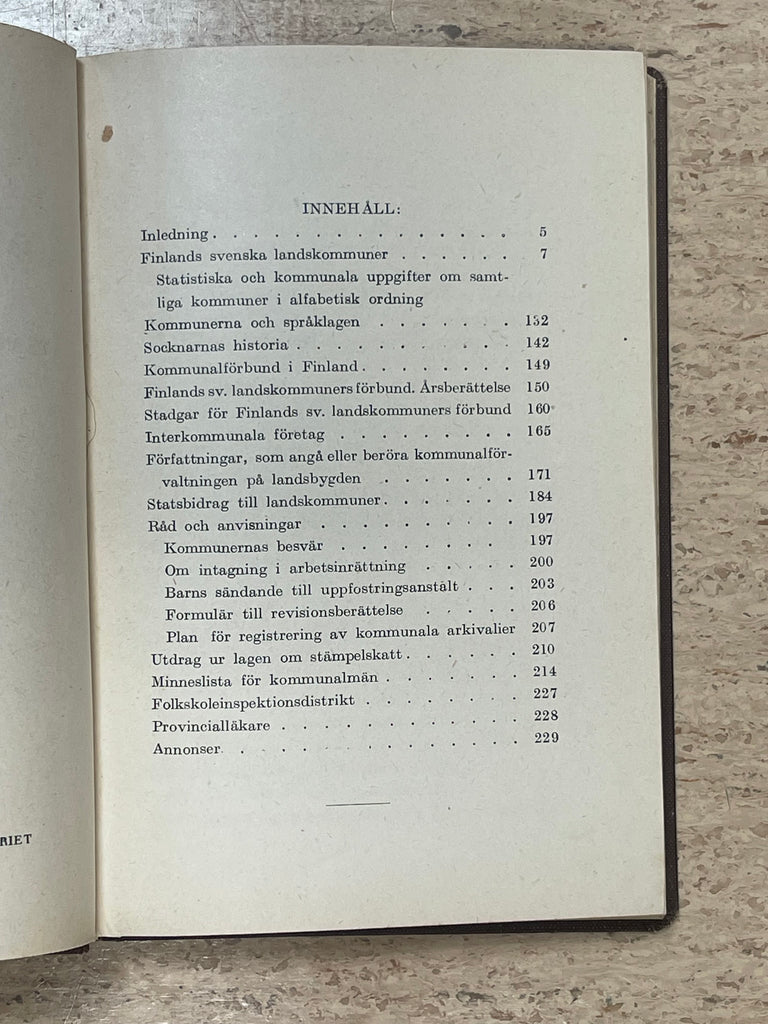 INNEHÅLL:
Inledning . . . . . . . . . . . . . . . 5
Finlands svenska landskommuner . . . . . . 7
Statistiska och kommunala uppgifter om samt-
liga kommuner i alfabetisk ordning
Kommunerna och språklagen . . . . . . . 132
Socknarnas historia . . . . . . . . . . . 142
Kommunalförbund i Finland . . . . . . . . 149
Finlands sv. landskommuners förbund. Årsberättelse 150
Stadgar för Finlands sv. landskommuners förbund 160
Interkommunala företag . . . . . . . . . 165
Författningar, som angå eller beröra kommunalför-
valtningen på landsbygden . . . . . . . 171
Statsbidrag till landskommuner . . . . . . . 184
Råd och anvisningar . . . . . . . . . . 197
Kommunernas besvär . . . . . . . . 197
Om intagning i arbetsinrättning . . . . . 200
Barns sändande till uppfostringsanstalt . . . 203
Formulär till revisionsberättelse . . . . . 206
Plan för registrering av kommunala arkivalier 207
Utdrag ur lagen om stämpelskatt . . . . . . 210
Minneslista för kommunalmän . . . . . . . 214
Folkskoleinspektionsdistrikt . . . . . . . . 227
Provincialläkare . . . . . . . . . . . . 228
Annonser . . . . . . . . . . . . . . 229
RIET